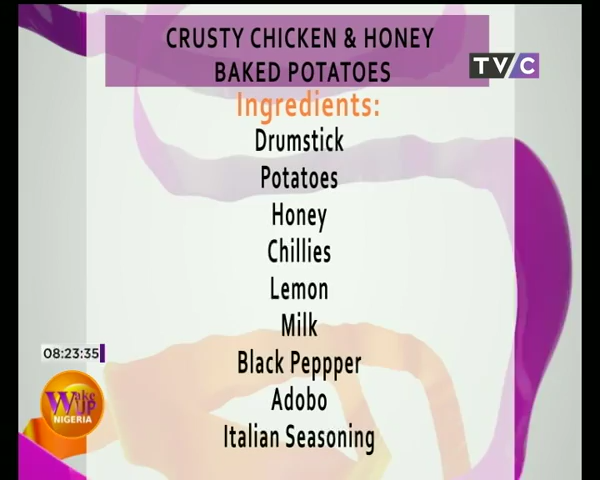 CRUSTY CHICKEN & HONEY
BAKED POTATOES
TVC
Ingredients:
Drumstick
Potatoes
Honey
Chillies
Lemon
Milk
Black Peppper
Adobo
Italian Seasoning
08:23:35
Wake
UP
NIGERIA